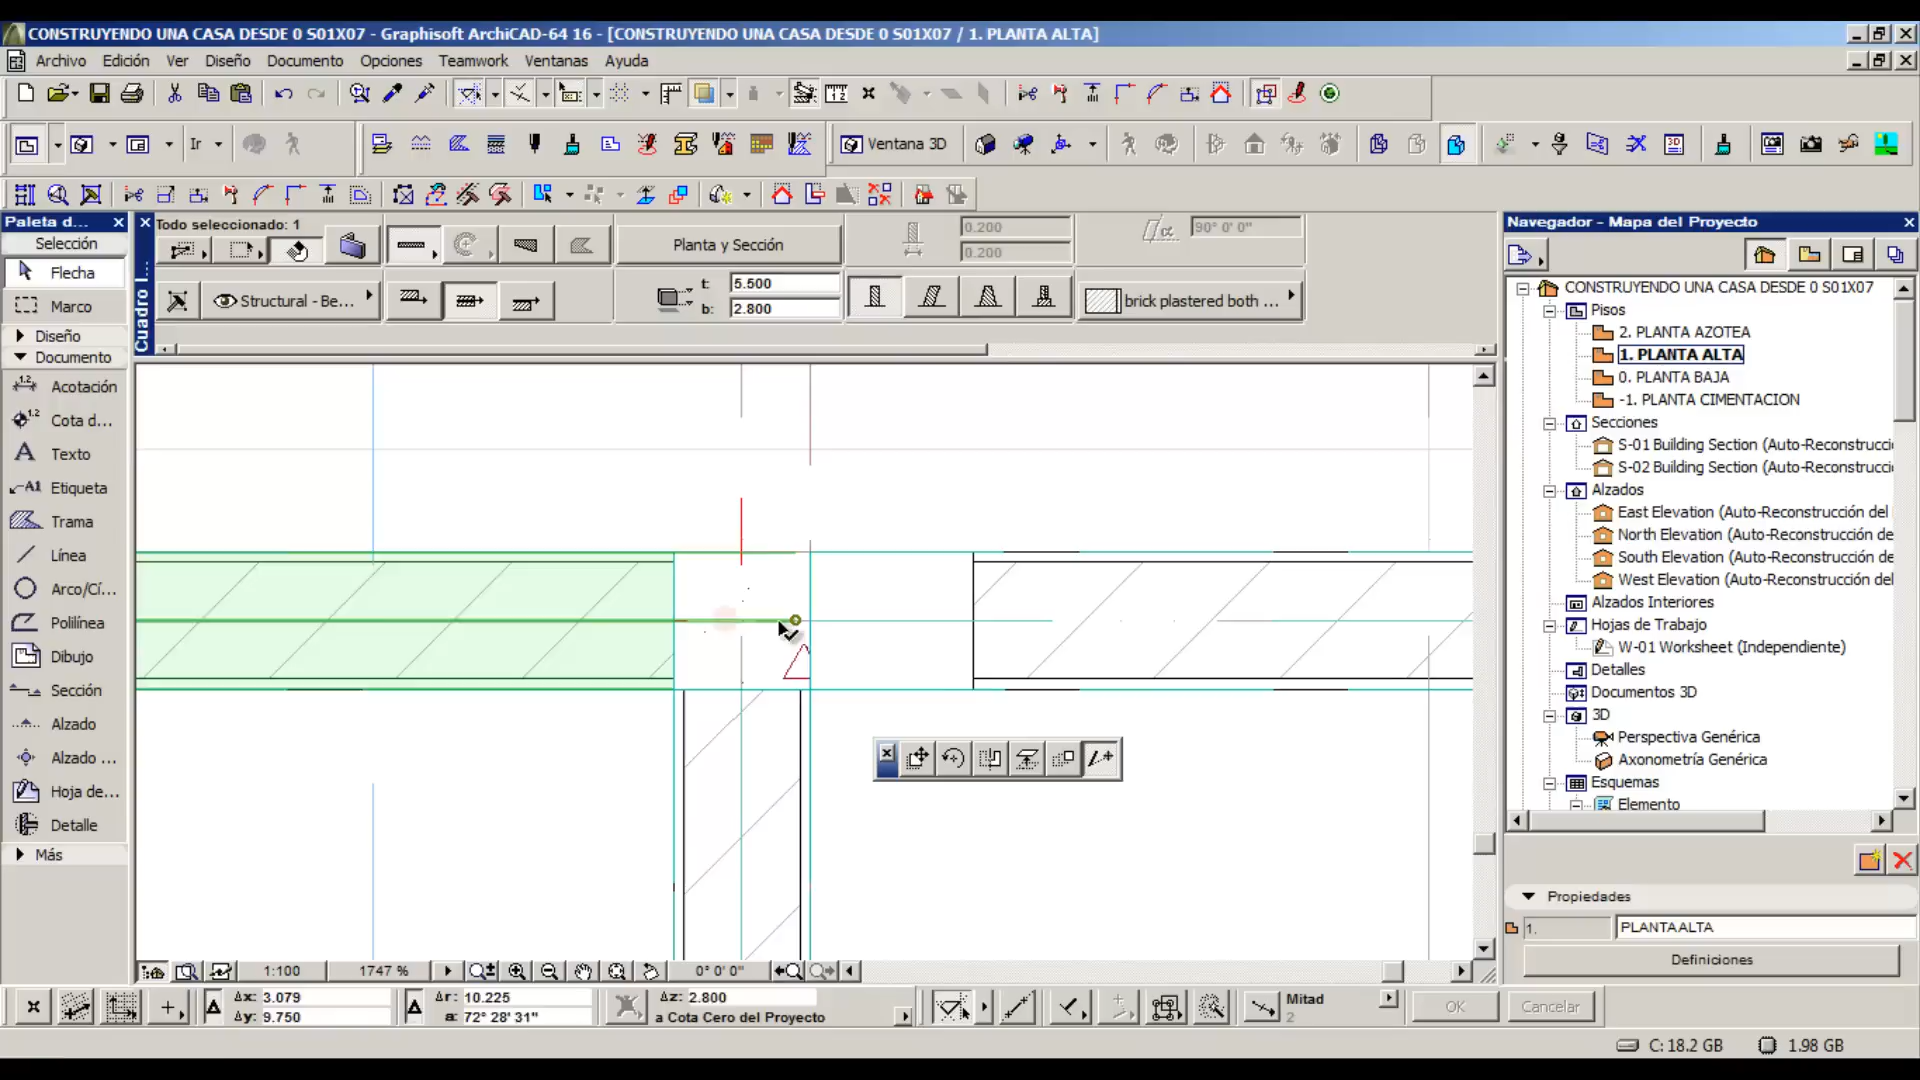 CONSTRUYENDO UNA CASA DESDE 0 S01X07 - Graphisoft ArchiCAD-64 16 - [CONSTRUYENDO UNA CASA DESDE 0 S01X07 / 1. PLANTA ALTA]
Archivo Edición Ver Diseño Documento Opciones Teamwork Ventanas Ayuda
Ir Ventana 3D
Paleta d...
Selección
Flecha
Marco
Diseño
Documento
Acotación
Cota d...
Texto
Etiqueta
Trama
Línea
Arco/Cí...
Polilínea
Dibujo
Sección
Alzado
Alzado ...
Hoja de...
Detalle
Más
Cuadro I...
Todo seleccionado: 1
Planta y Sección
0.200
0.200
90° 0' 0"
Structural - Be...
t: 5.500
b: 2.800
brick plastered both ...
Navegador - Mapa del Proyecto
CONSTRUYENDO UNA CASA DESDE 0 S01X07
Pisos
2. PLANTA AZOTEA
1. PLANTA ALTA
0. PLANTA BAJA
-1. PLANTA CIMENTACION
Secciones
S-01 Building Section (Auto-Reconstrucci
S-02 Building Section (Auto-Reconstrucci
Alzados
East Elevation (Auto-Reconstrucción del
North Elevation (Auto-Reconstrucción de
South Elevation (Auto-Reconstrucción de
West Elevation (Auto-Reconstrucción del
Alzados Interiores
Hojas de Trabajo
W-01 Worksheet (Independiente)
Detalles
Documentos 3D
3D
Perspectiva Genérica
Axonometría Genérica
Esquemas
Elemento
Propiedades
1. PLANTA ALTA
Definiciones
1:100 1747 % 0° 0' 0"
Δx: 3.079
Δy: 9.750
Δr: 10.225
a: 72° 28' 31"
Δz: 2.800
a Cota Cero del Proyecto
Mitad
2
OK Cancelar
C: 18.2 GB 1.98 GB